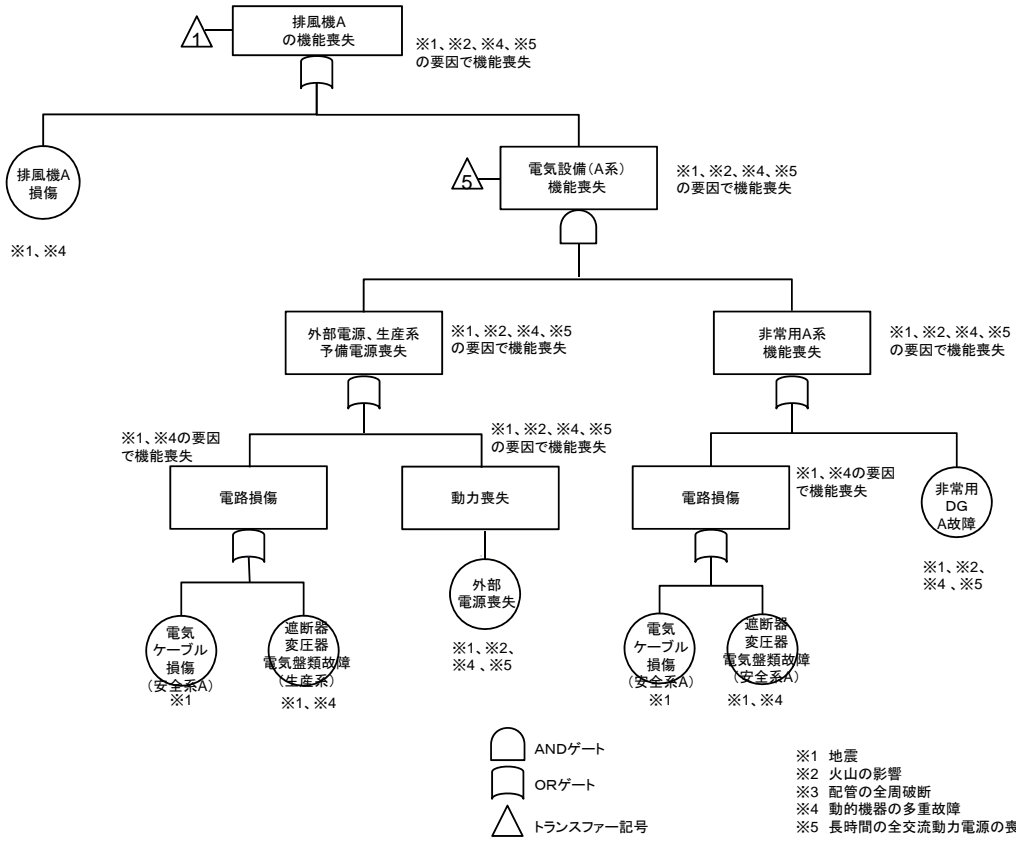 排風機A
の機能喪失
1
※1、※2、※4、※5
の要因で機能喪失
排風機A
損傷
※1、※4
電気設備(A系)
機能喪失
5
※1、※2、※4、※5
の要因で機能喪失
外部電源、生産系
予備電源喪失
※1、※2、※4、※5
の要因で機能喪失
非常用A系
機能喪失
※1、※2、※4、※5
の要因で機能喪失
※1、※4の要因
で機能喪失
電路損傷
※1、※2、※4、※5
の要因で機能喪失
動力喪失
電路損傷
※1、※4の要因
で機能喪失
非常用
DG
A故障
※1、※2、
※4 、※5
外部
電源喪失
※1、※2、
※4 、※5
電気
ケーブル
損傷
(安全系A)
※1
遮断器
変圧器
電気盤類故障
(生産系)
※1、※4
電気
ケーブル
損傷
(安全系A)
※1
遮断器
変圧器
電気盤類故障
(安全系A)
※1、※4
ANDゲート
ORゲート
トランスファー記号
※1 地震
※2 火山の影響
※3 配管の全周破断
※4 動的機器の多重故障
※5 長時間の全交流動力電源の喪